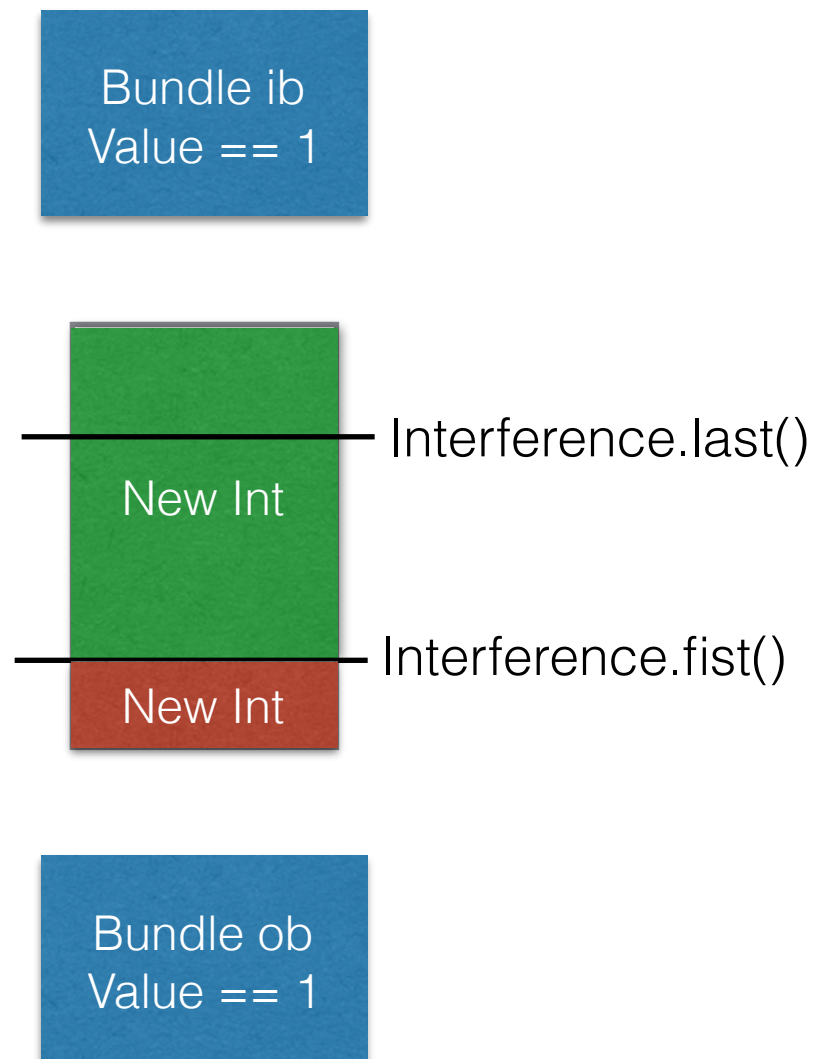 Bundle ib
Value == 1
Interference.last()
New Int
Interference.fist()
New Int
Bundle ob
Value == 1